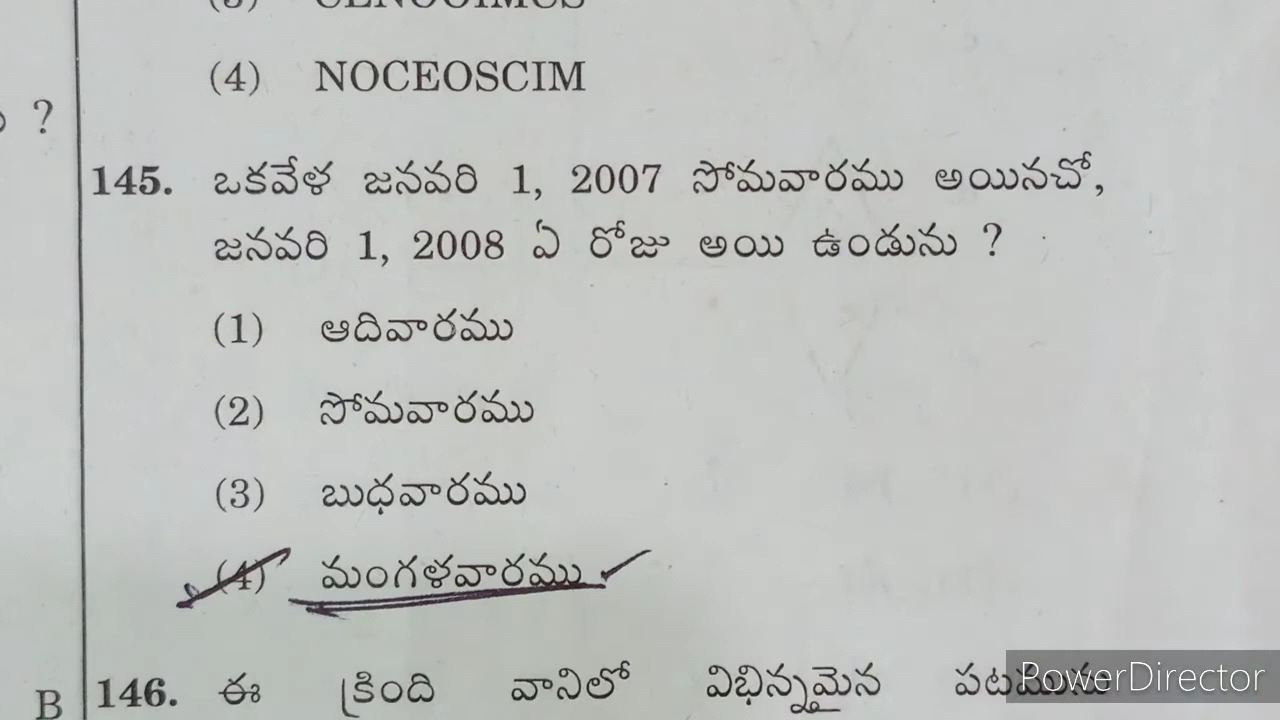 (4) NOCEOSCIM
?
145. ఒకవేళ జనవరి 1, 2007 సోమవారము అయినచో,
జనవరి 1, 2008 ఏ రోజు అయి ఉండును ?
(1) ఆదివారము
(2) సోమవారము
(3) బుధవారము
(4) మంగళవారము
B
146. ఈ క్రింది వానిలో విభిన్నమైన పటమును
PowerDirector